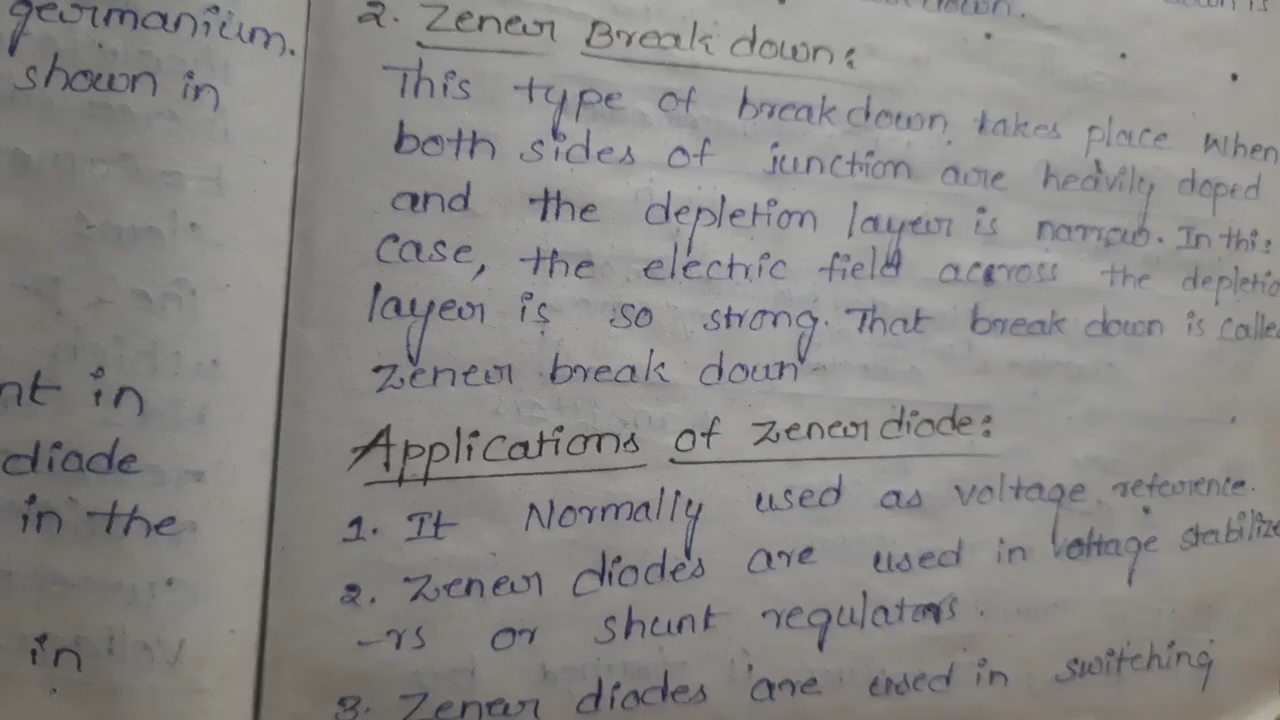 germanium.
shown in
nt in
diode
in the
in
2. Zener Break down:
This type of breakdown takes place when
both sides of junction are heavily doped
and the depletion layer is narrow. In this
case, the electric field accross the depletio
layer is so strong. That break down is calle
zener break down
Applications of zener diode:
1. It Normally used as voltage reference.
2. Zener diodes are used in voltage stabilize
-rs or shunt regulators.
3. Zener diodes are used in switching